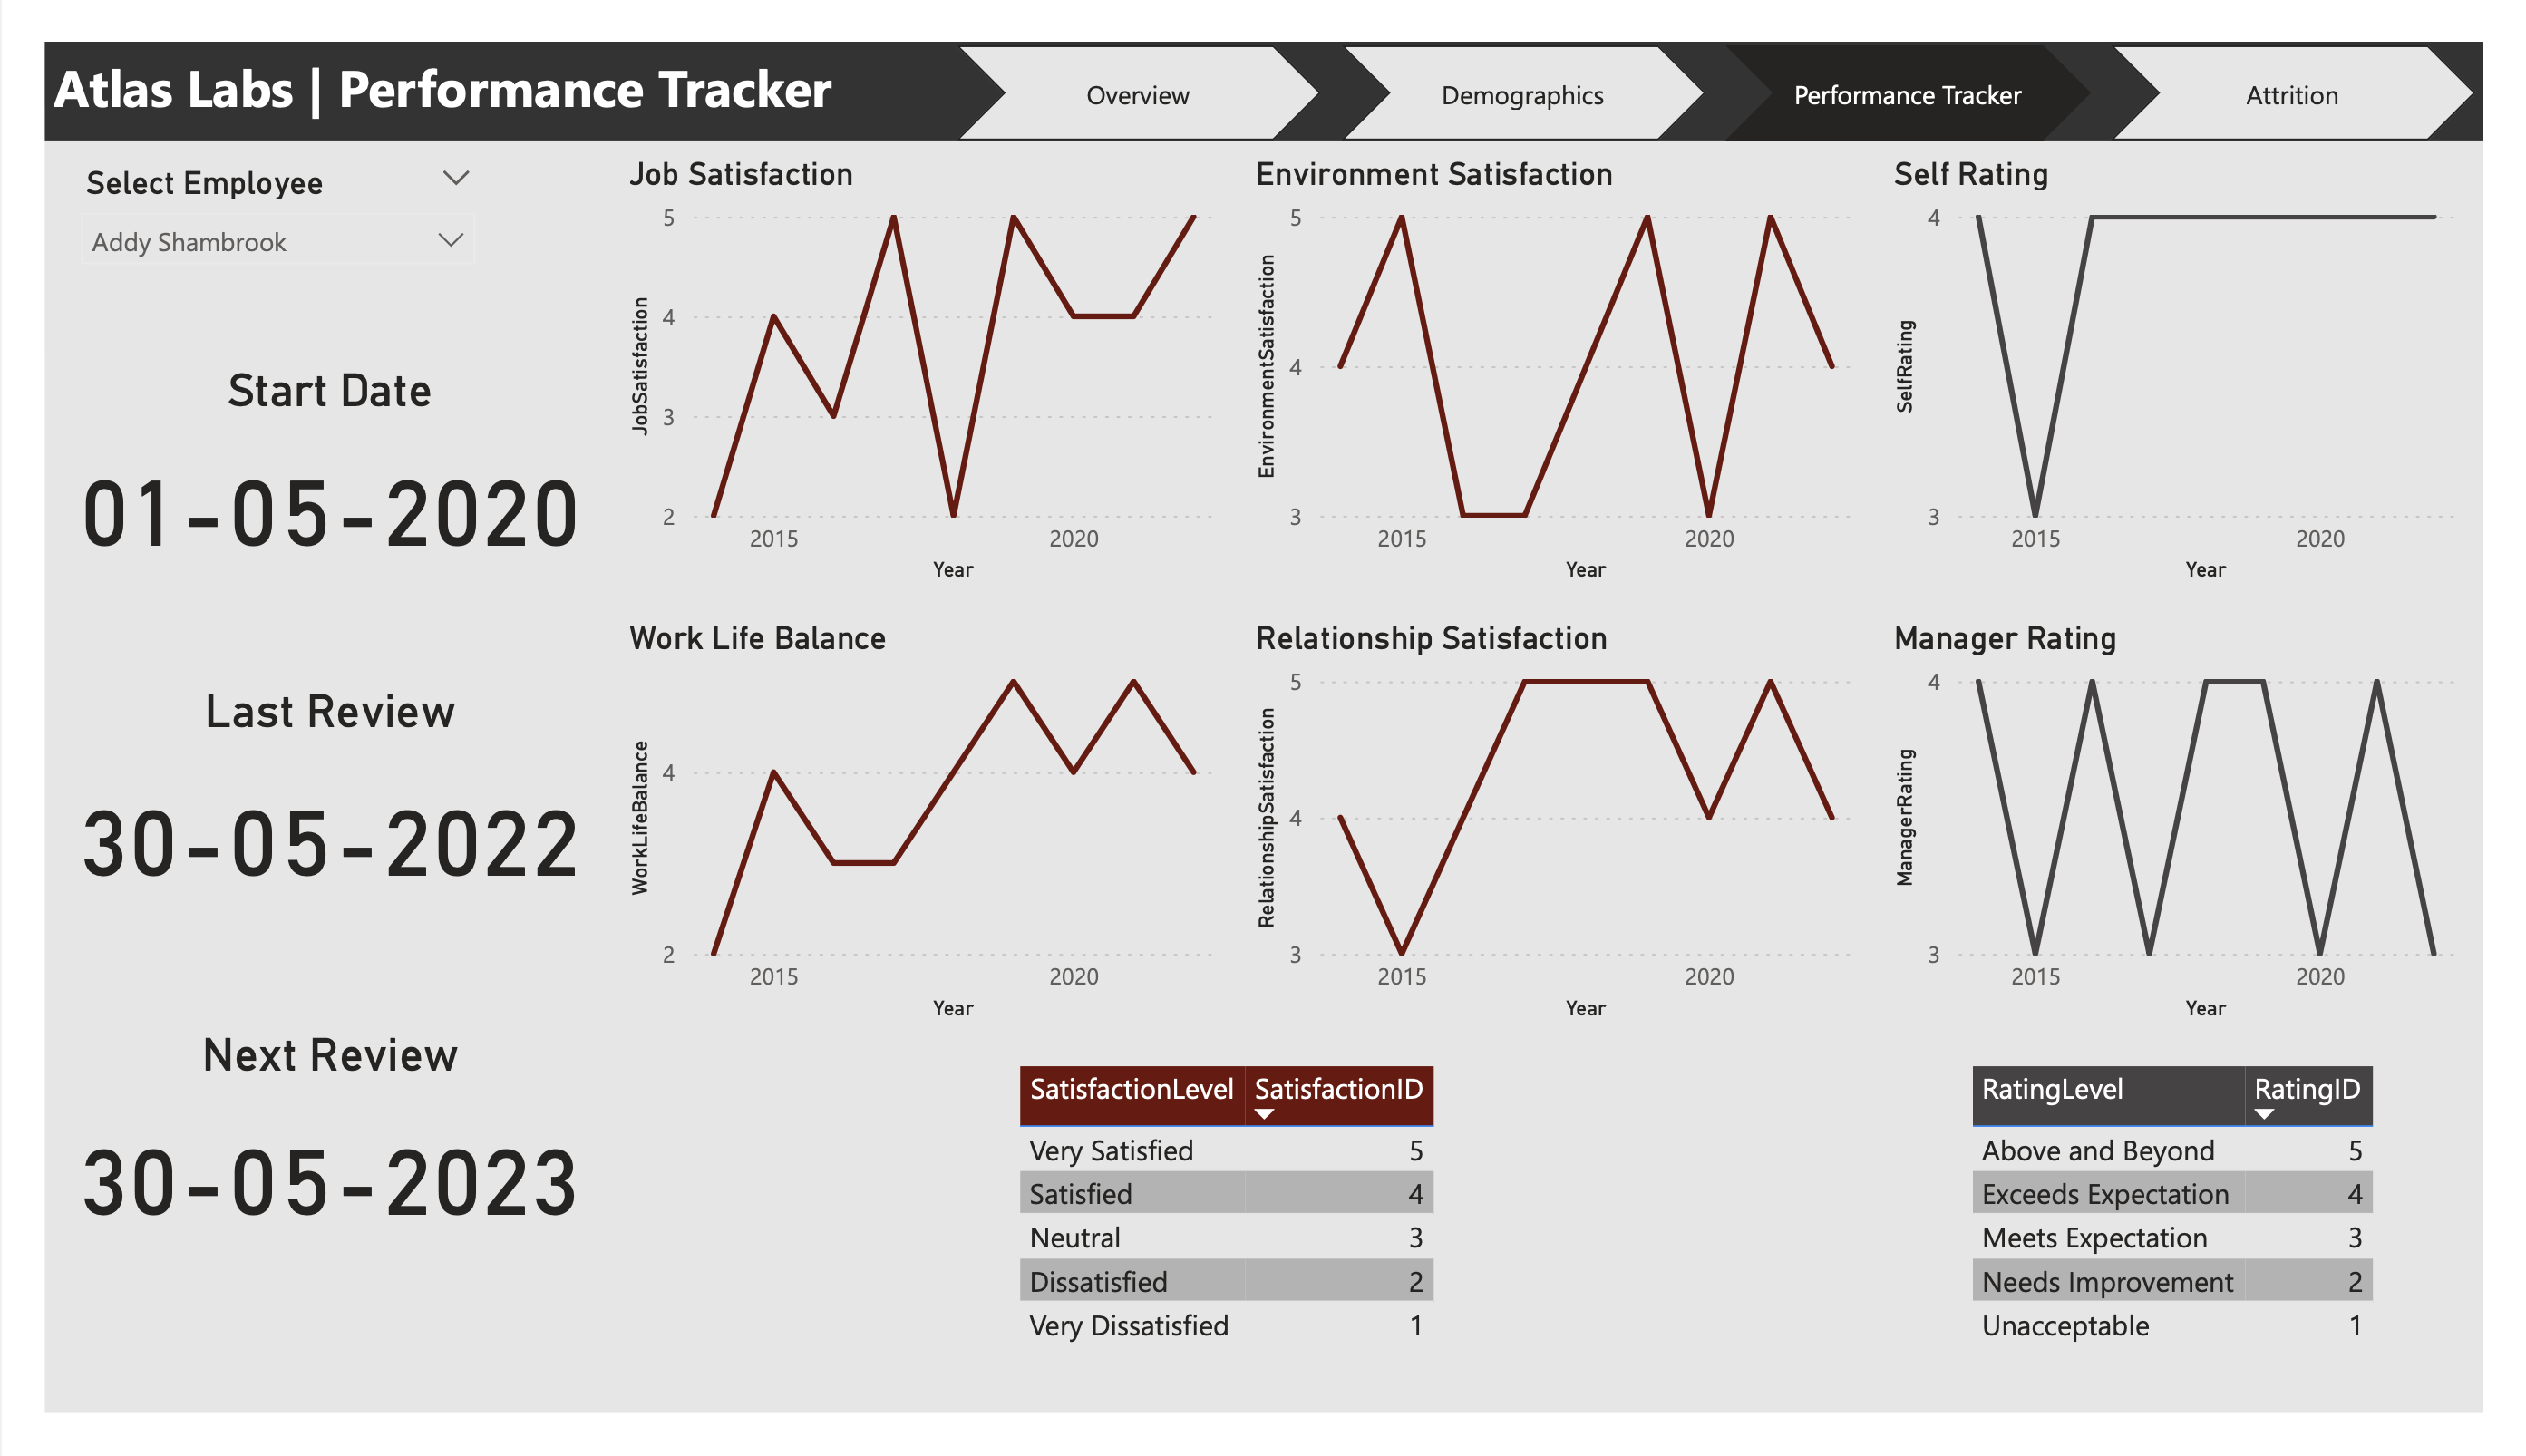 Atlas Labs | Performance Tracker
Overview
Demographics
Performance Tracker
Attrition
Select Employee
Addy Shambrook
Start Date
01-05-2020
Last Review
30-05-2022
Next Review
30-05-2023
Job Satisfaction
JobSatisfaction
5
4
3
2
2015 2020
Year
Environment Satisfaction
EnvironmentSatisfaction
5
4
3
2015 2020
Year
Self Rating
SelfRating
4
3
2015 2020
Year
Work Life Balance
WorkLifeBalance
4
2
2015 2020
Year
Relationship Satisfaction
RelationshipSatisfaction
5
4
3
2015 2020
Year
Manager Rating
ManagerRating
4
3
2015 2020
Year
SatisfactionLevel SatisfactionID
Very Satisfied 5
Satisfied 4
Neutral 3
Dissatisfied 2
Very Dissatisfied 1
RatingLevel RatingID
Above and Beyond 5
Exceeds Expectation 4
Meets Expectation 3
Needs Improvement 2
Unacceptable 1